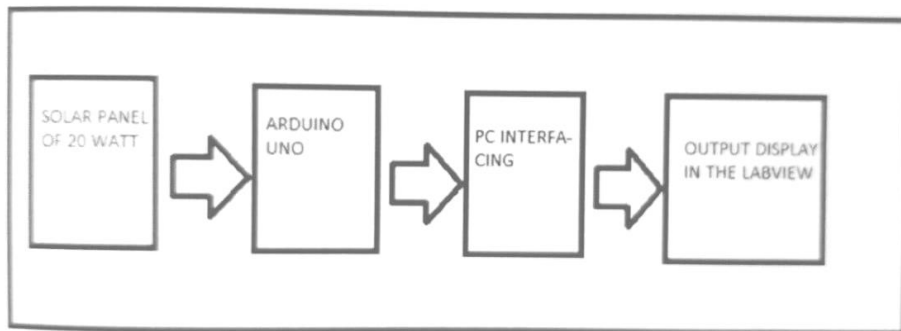 SOLAR PANEL
OF 20 WATT
ARDUINO
UNO
PC INTERFA-
CING
OUTPUT DISPLAY
IN THE LABVIEW